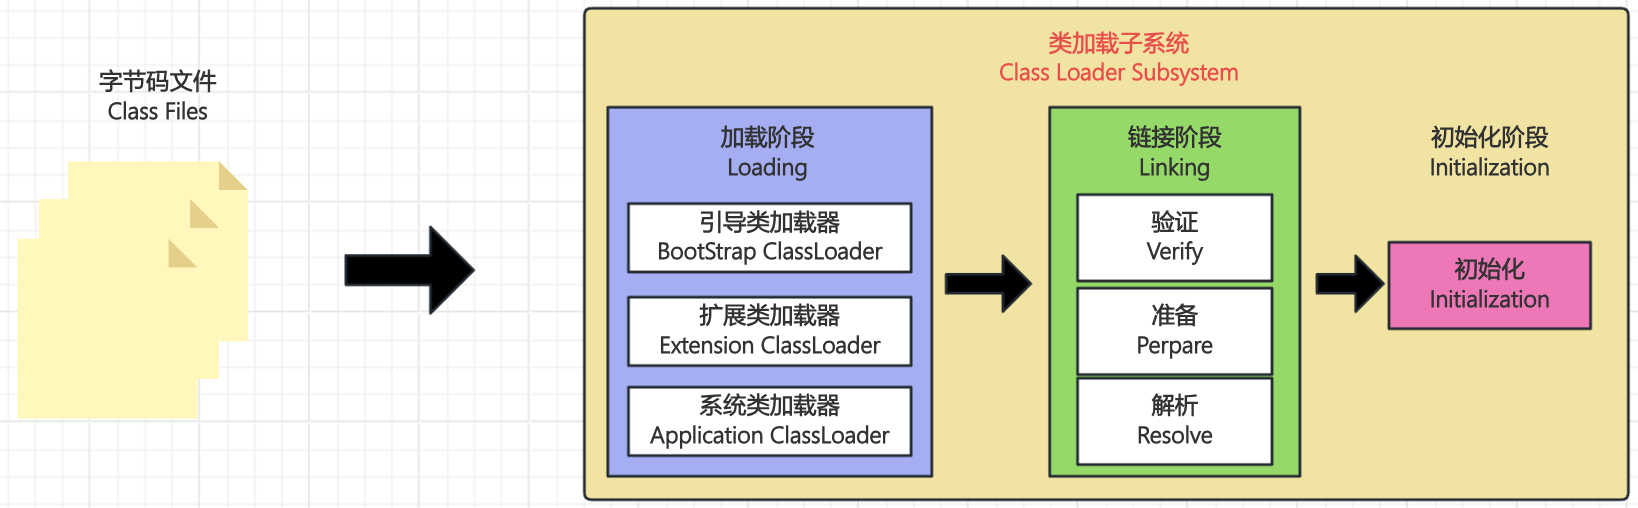 字节码文件
Class Files
类加载子系统
Class Loader Subsystem
加载阶段
Loading
引导类加载器
BootStrap ClassLoader
扩展类加载器
Extension ClassLoader
系统类加载器
Application ClassLoader
链接阶段
Linking
验证
Verify
准备
Perpare
解析
Resolve
初始化阶段
Initialization
初始化
Initialization